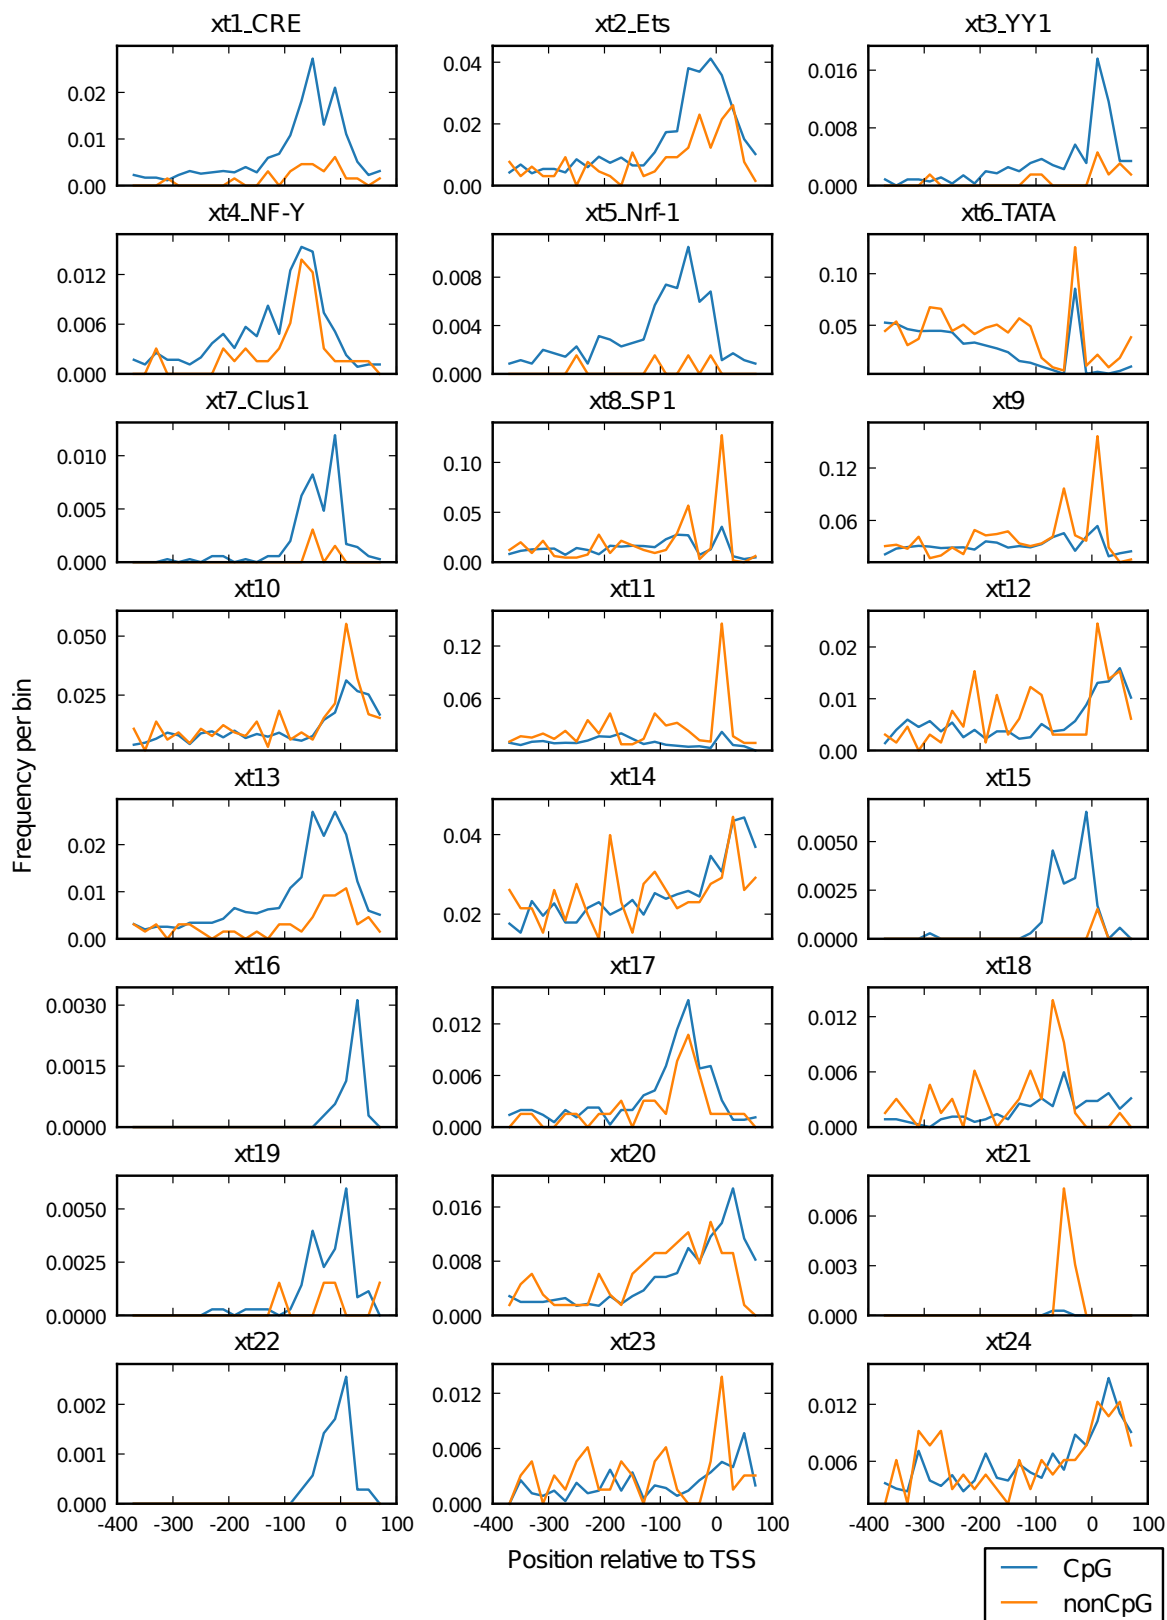 xt1_CRE xt2_Ets xt3_YY1
0.02 0.04 0.016
0.01 0.02 0.008
0.00 0.00 0.000
xt4_NF-Y xt5_Nrf-1 xt6_TATA
0.012 0.008 0.10
0.006 0.004 0.05
0.000 0.000
xt7_Clus1 xt8_SP1 xt9
0.010 0.10 0.12
0.005 0.05 0.06
0.000 0.00
xt10 xt11 xt12
0.050 0.12 0.02
0.025 0.06 0.01
0.00
Frequency per bin
xt13 xt14 xt15
0.02 0.04 0.0050
0.01 0.02 0.0025
0.00 0.0000
xt16 xt17 xt18
0.0030 0.012 0.012
0.0015 0.006 0.006
0.0000 0.000 0.000
xt19 xt20 xt21
0.0050 0.016 0.006
0.0025 0.008 0.003
0.0000 0.000 0.000
xt22 xt23 xt24
0.002 0.012 0.012
0.001 0.006 0.006
0.000 0.000
-400 -300 -200 -100 0 100 -400 -300 -200 -100 0 100 -400 -300 -200 -100 0 100
Position relative to TSS
CpG
nonCpG